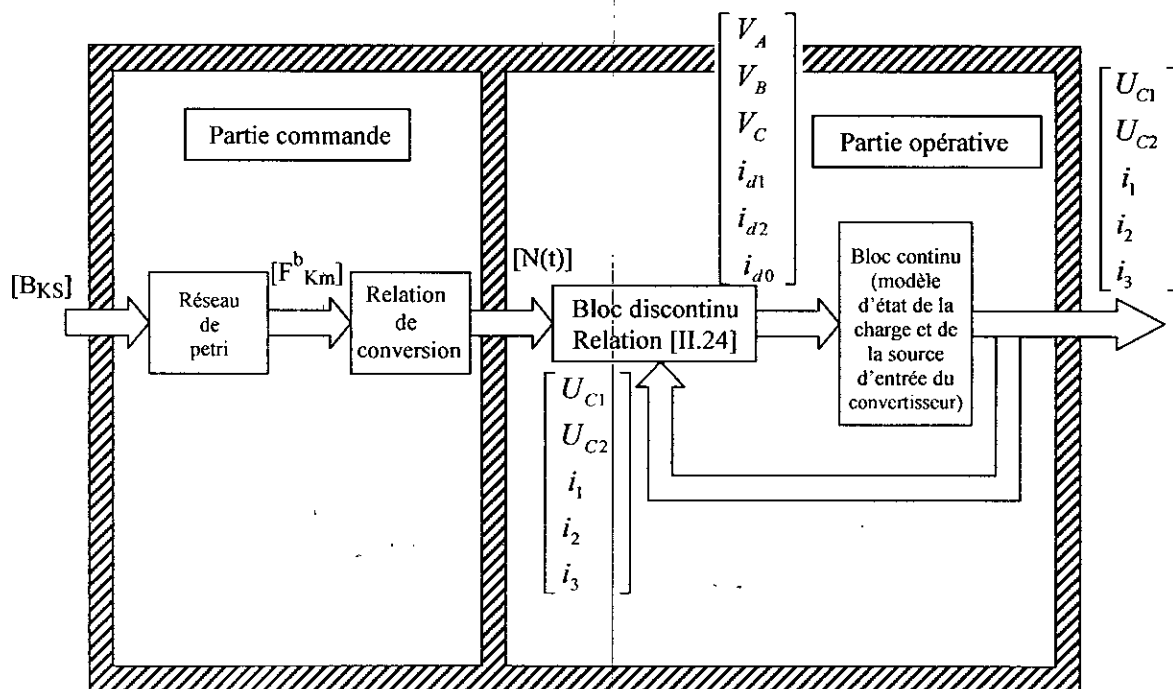 Partie commande
[B_KS]
Réseau
de
petri
[F^b_Km]
Relation
de
conversion
Partie opérative
[N(t)]
Bloc discontinu
Relation [II.24]
V_A
V_B
V_C
i_d1
i_d2
i_d0
Bloc continu
(modèle
d'état de la
charge et de
la source
d'entrée du
convertisseur)
U_C1
U_C2
i_1
i_2
i_3
U_C1
U_C2
i_1
i_2
i_3